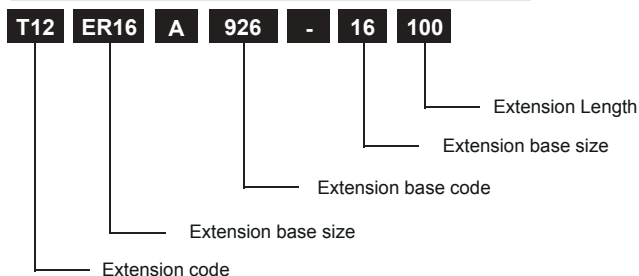 T12 ER16 A 926 - 16 100
Extension Length
Extension base size
Extension base code
Extension base size
Extension code